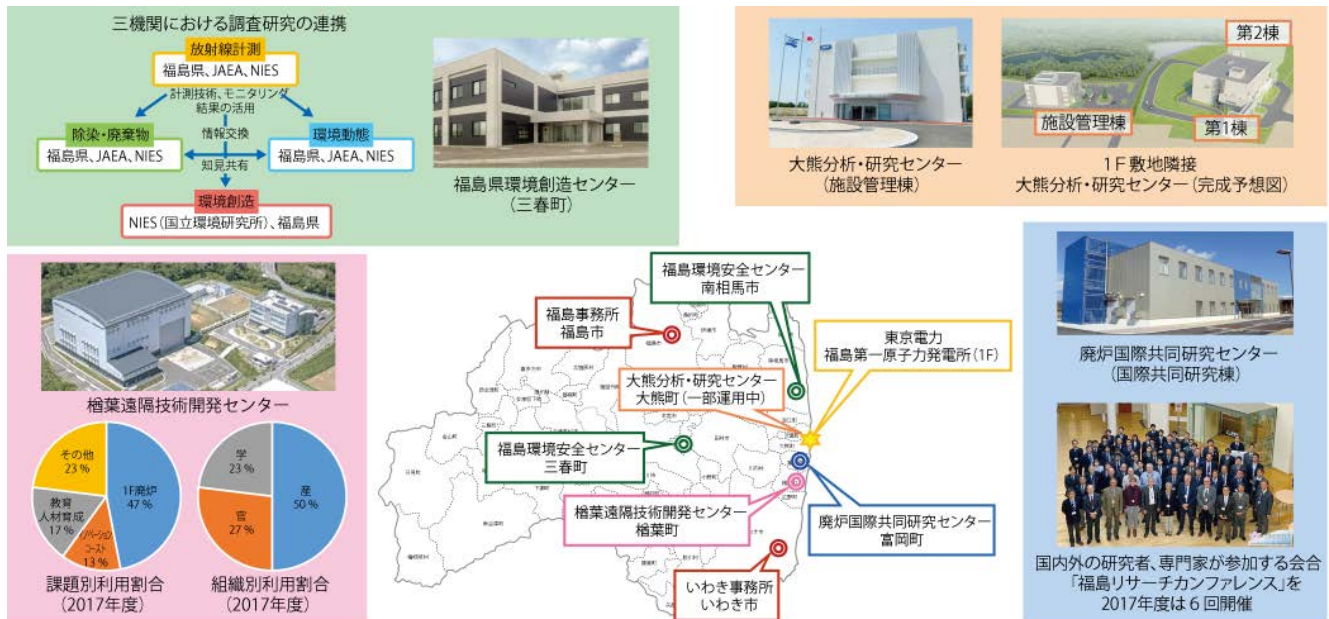 三機関における調査研究の連携
放射線計測
福島県、JAEA、NIES
計測技術、モニタリング
結果の活用
除染・廃棄物
福島県、JAEA、NIES
情報交換
知見共有
環境動態
福島県、JAEA、NIES
環境創造
NIES(国立環境研究所)、福島県
福島県環境創造センター
(三春町)
大熊分析・研究センター
(施設管理棟)
第2棟
施設管理棟
第1棟
1F敷地隣接
大熊分析・研究センター(完成予想図)
楢葉遠隔技術開発センター
その他
23 %
1F廃炉
47 %
教育
人材育成
17 %
イノベーション
コースト
13 %
課題別利用割合
(2017年度)
学
23 %
産
50 %
官
27 %
組織別利用割合
(2017年度)
福島環境安全センター
南相馬市
福島事務所
福島市
東京電力
福島第一原子力発電所(1F)
大熊分析・研究センター
大熊町(一部運用中)
福島環境安全センター
三春町
楢葉遠隔技術開発センター
楢葉町
廃炉国際共同研究センター
富岡町
いわき事務所
いわき市
廃炉国際共同研究センター
(国際共同研究棟)
国内外の研究者、専門家が参加する会合
「福島リサーチカンファレンス」を
2017年度は6回開催